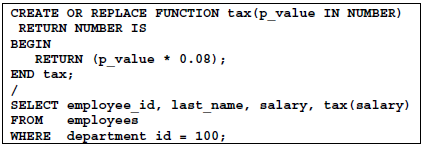 CREATE OR REPLACE FUNCTION tax(p_value IN NUMBER)
RETURN NUMBER IS
BEGIN
RETURN (p_value * 0.08);
END tax;
/
SELECT employee_id, last_name, salary, tax(salary)
FROM employees
WHERE department_id = 100;